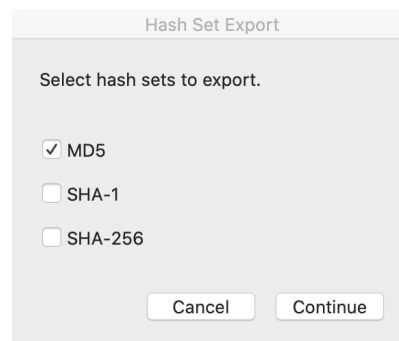 Hash Set Export
Select hash sets to export.
MD5
SHA-1
SHA-256
Cancel Continue